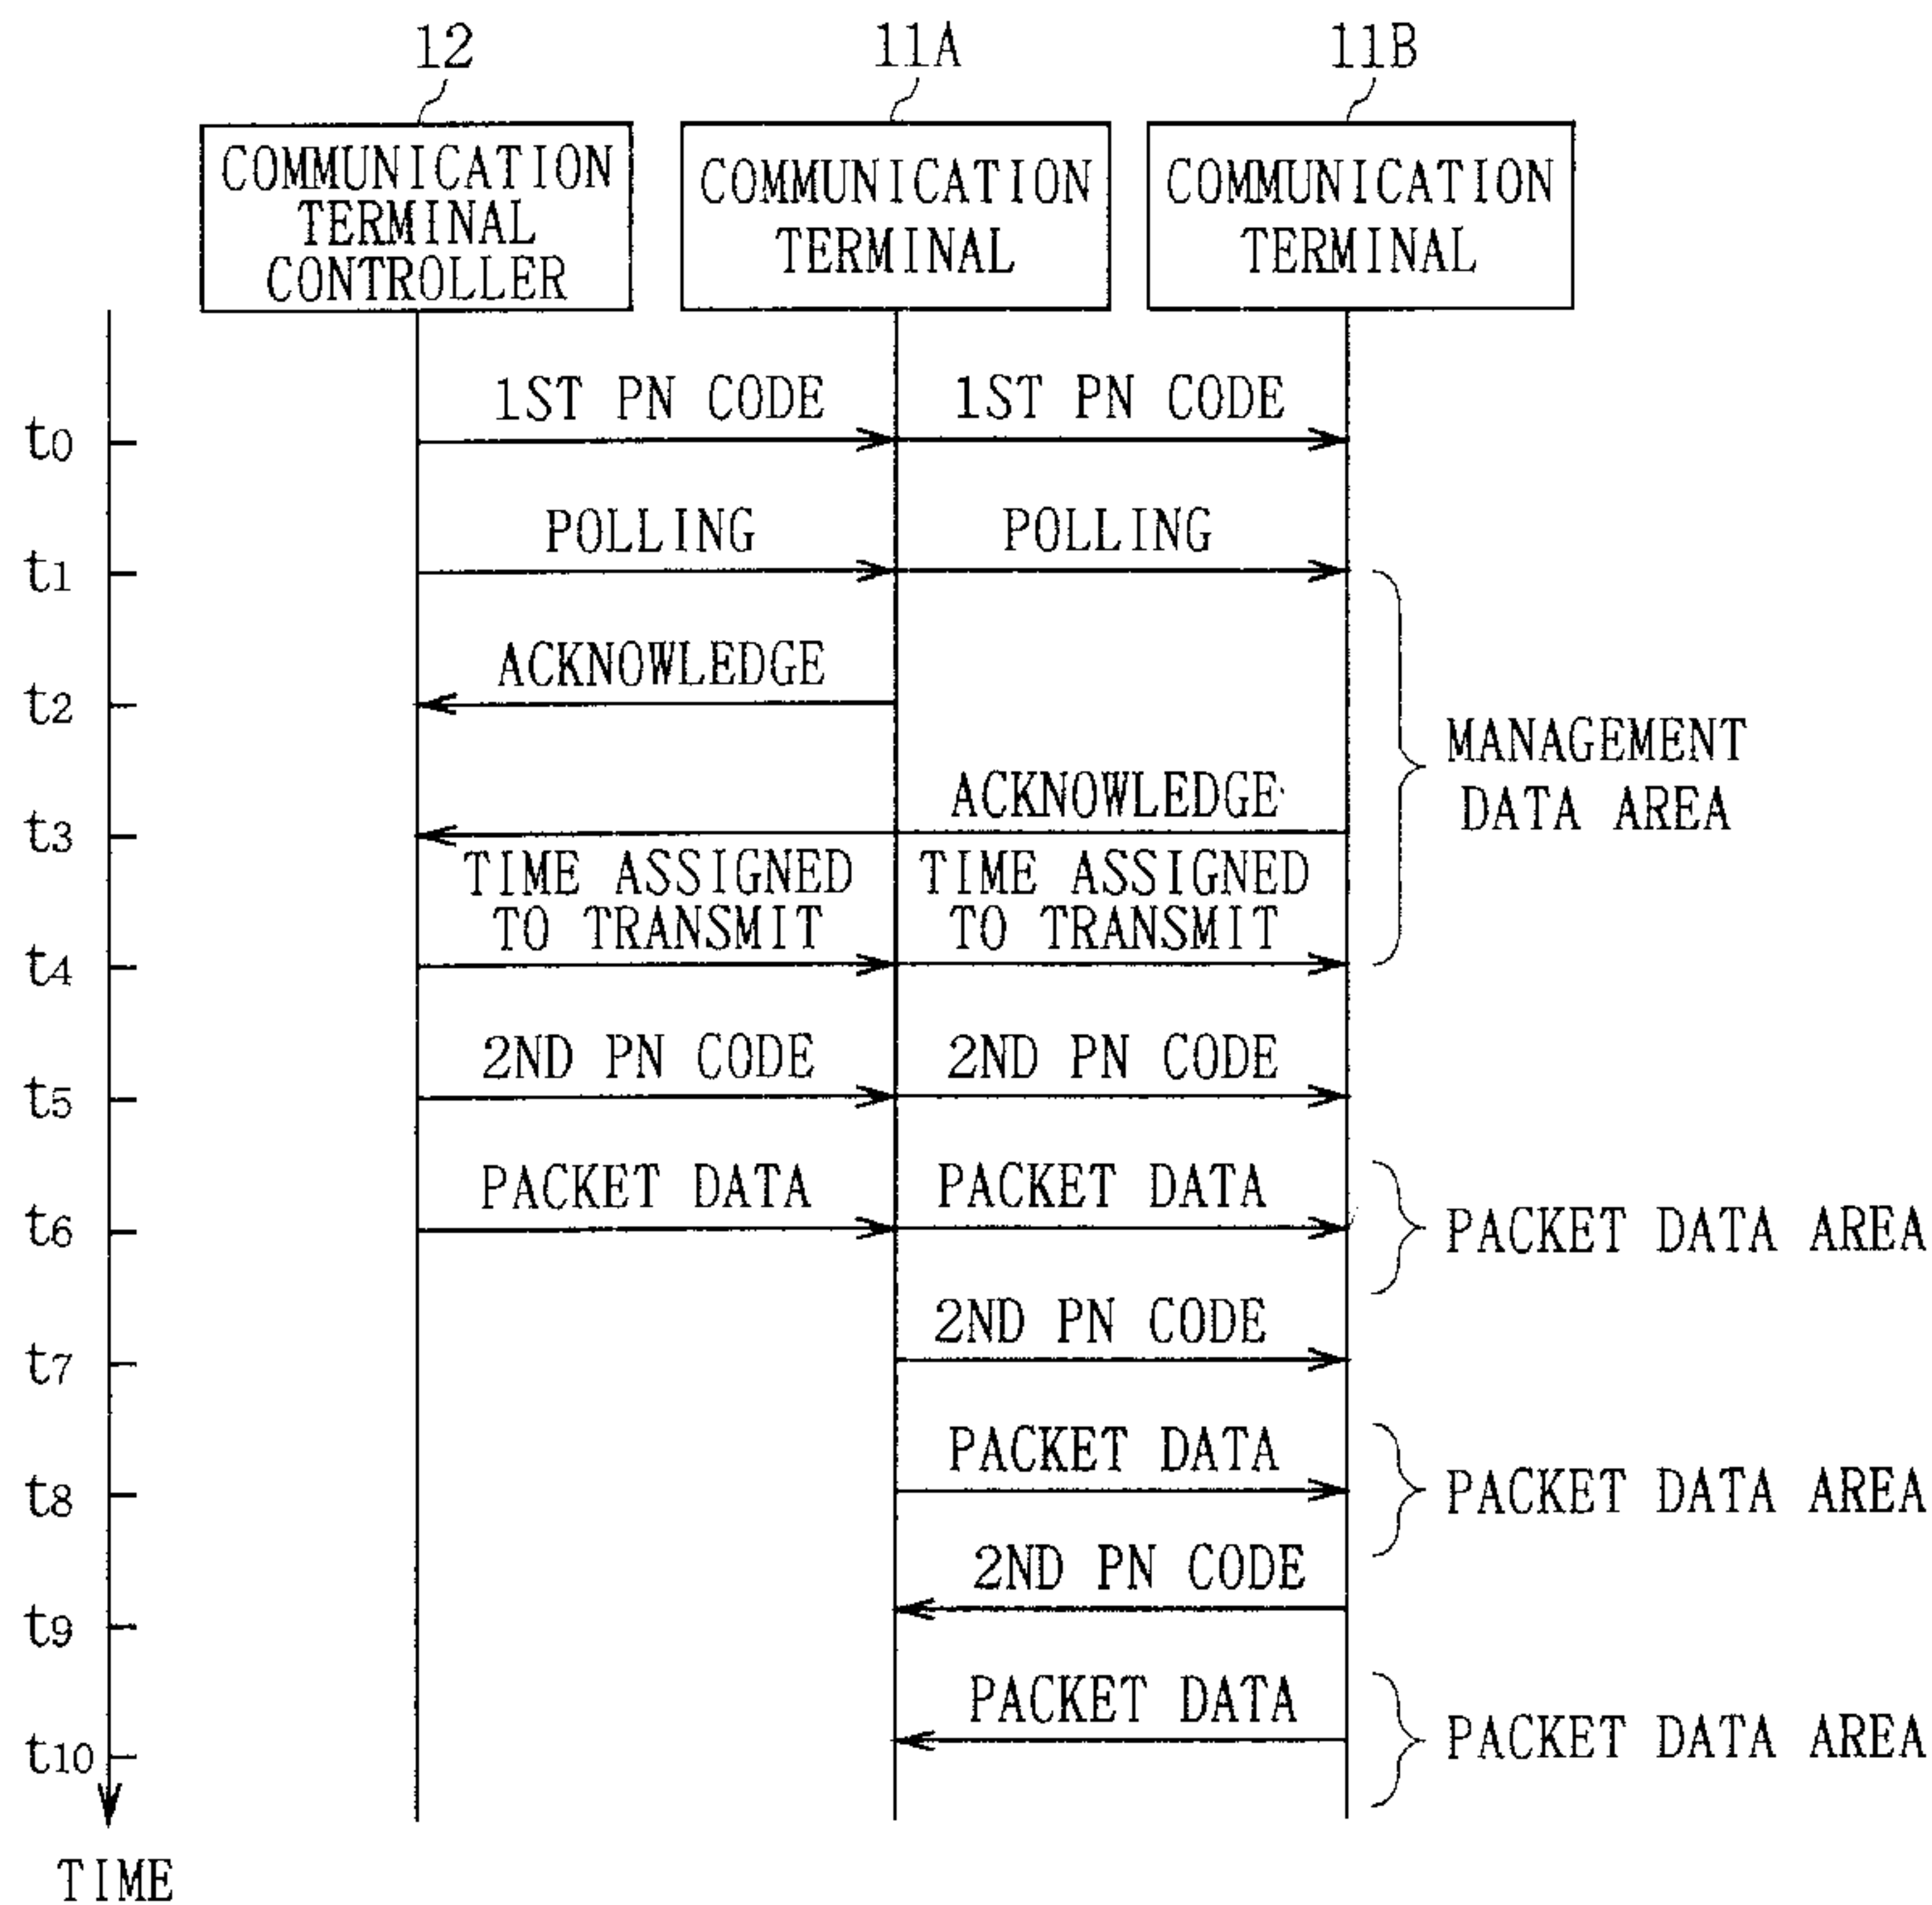 12
11A
11B
COMMUNICATION
TERMINAL
CONTROLLER
COMMUNICATION
TERMINAL
COMMUNICATION
TERMINAL
1ST PN CODE
1ST PN CODE
t0
POLLING
POLLING
t1
ACKNOWLEDGE
t2
MANAGEMENT
DATA AREA
ACKNOWLEDGE
t3
TIME ASSIGNED
TO TRANSMIT
TIME ASSIGNED
TO TRANSMIT
t4
2ND PN CODE
2ND PN CODE
t5
PACKET DATA
PACKET DATA
t6
PACKET DATA AREA
2ND PN CODE
t7
PACKET DATA
t8
PACKET DATA AREA
2ND PN CODE
t9
PACKET DATA
t10
PACKET DATA AREA
TIME